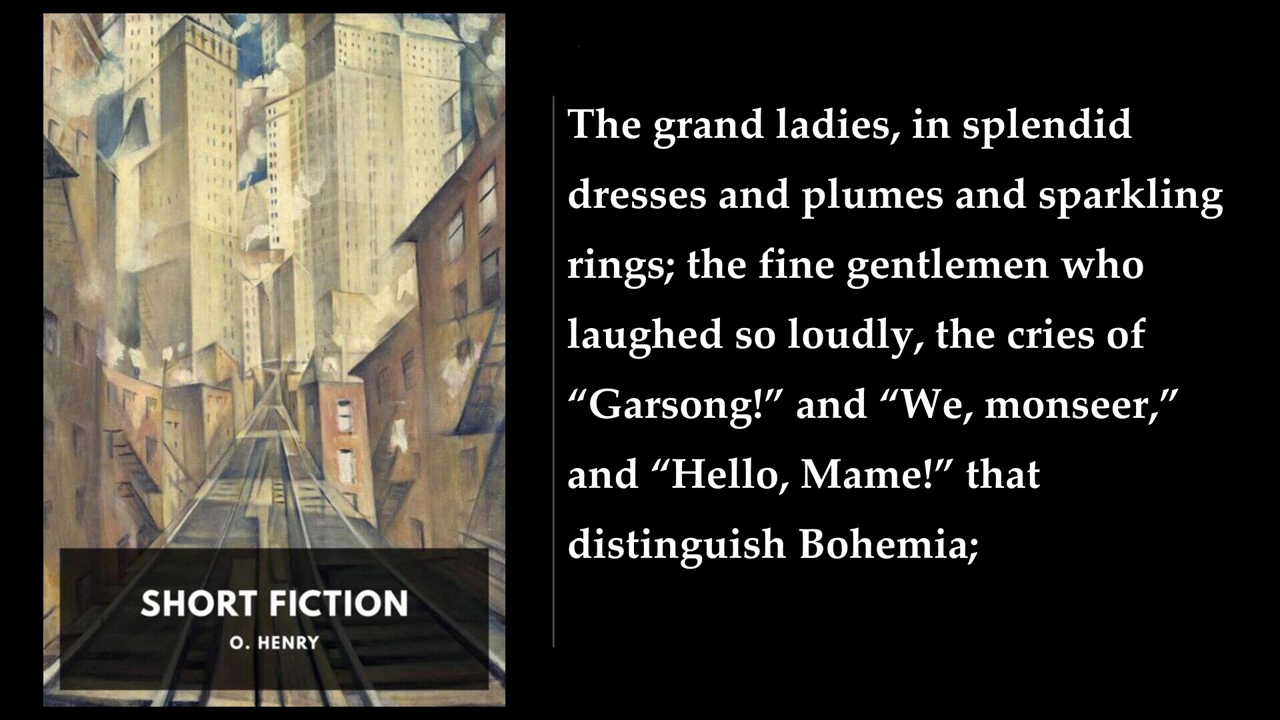 The grand ladies, in splendid
dresses and plumes and sparkling
rings; the fine gentlemen who
laughed so loudly, the cries of
“Garsong!” and “We, monseer,”
and “Hello, Mame!” that
distinguish Bohemia;
SHORT FICTION
O. HENRY